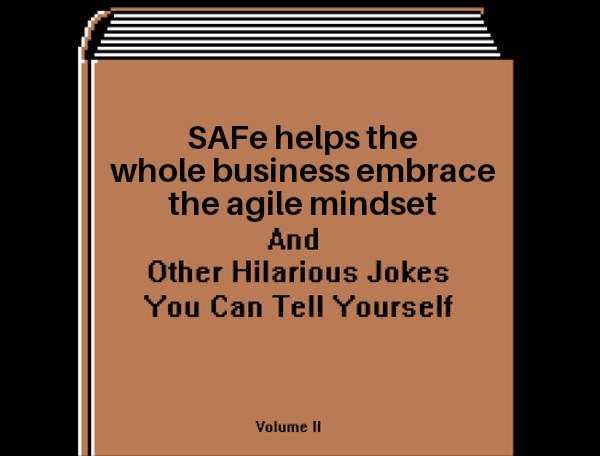 SAFe helps the
whole business embrace
the agile mindset
And
Other Hilarious Jokes
You Can Tell Yourself
Volume II